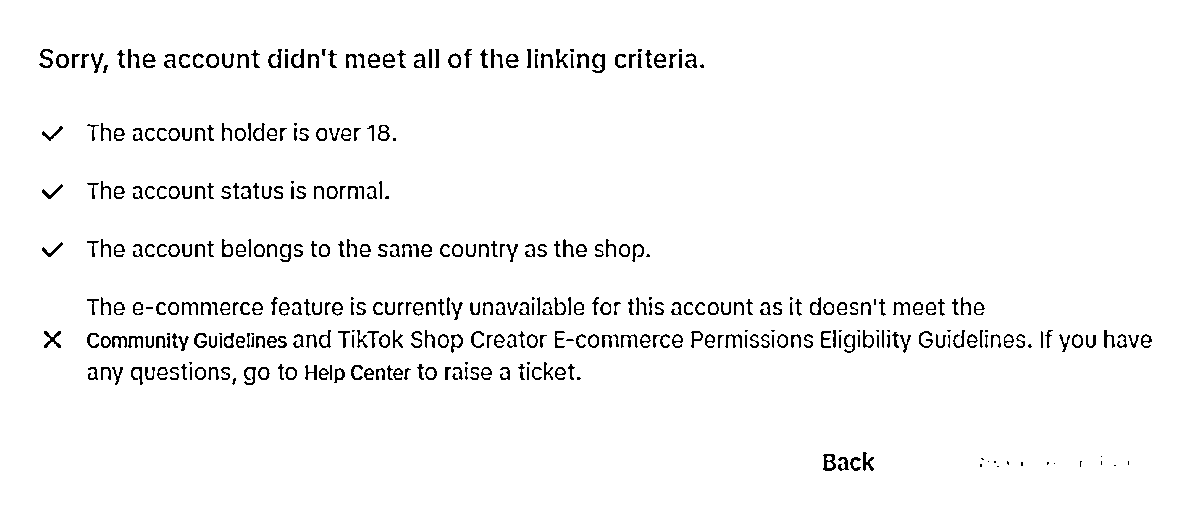 Sorry, the account didn't meet all of the linking criteria.
The account holder is over 18.
The account status is normal.
The account belongs to the same country as the shop.
The e-commerce feature is currently unavailable for this account as it doesn't meet the
Community Guidelines and TikTok Shop Creator E-commerce Permissions Eligibility Guidelines. If you have
any questions, go to Help Center to raise a ticket.
Back